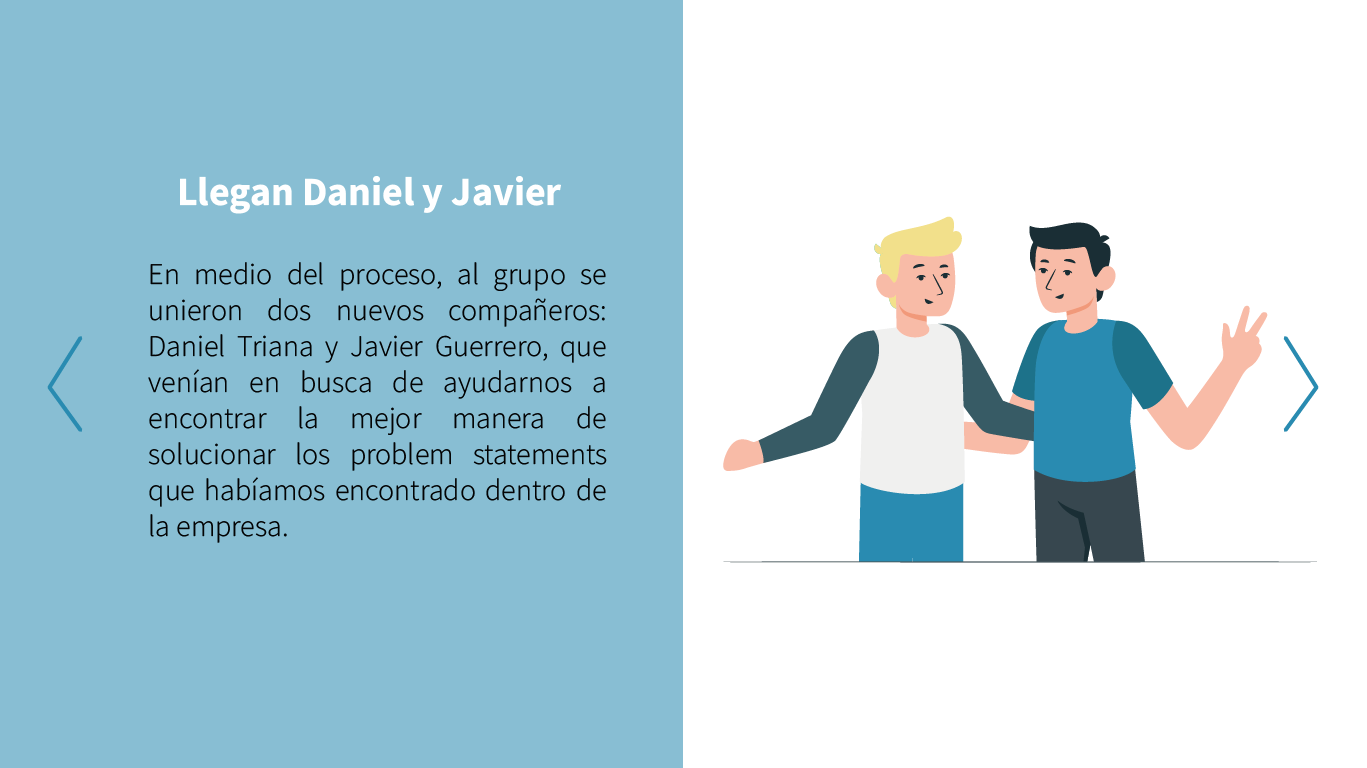 Llegan Daniel y Javier
En medio del proceso, al grupo se
unieron dos nuevos compañeros:
Daniel Triana y Javier Guerrero, que
venían en busca de ayudarnos a
encontrar la mejor manera de
solucionar los problem statements
que habíamos encontrado dentro de
la empresa.